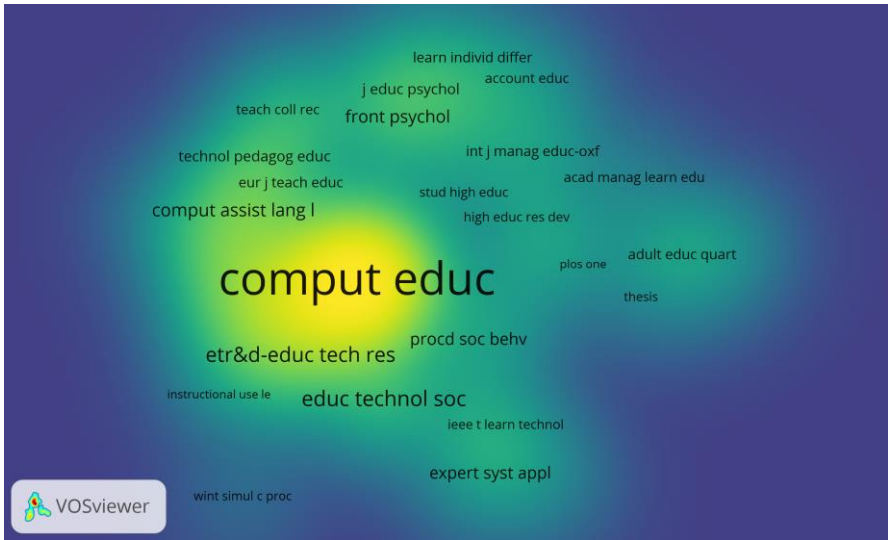 learn individ differ
account educ
j educ psychol
teach coll rec
front psychol
technol pedagog educ
int j manag educ-oxf
eur j teach educ
stud high educ
acad manag learn edu
comput assist lang l
high educ res dev
adult educ quart
plos one
comput educ
thesis
procd soc behv
etr&d-educ tech res
instructional use le
educ technol soc
ieee t learn technol
expert syst appl
wint simul c proc
VOSviewer